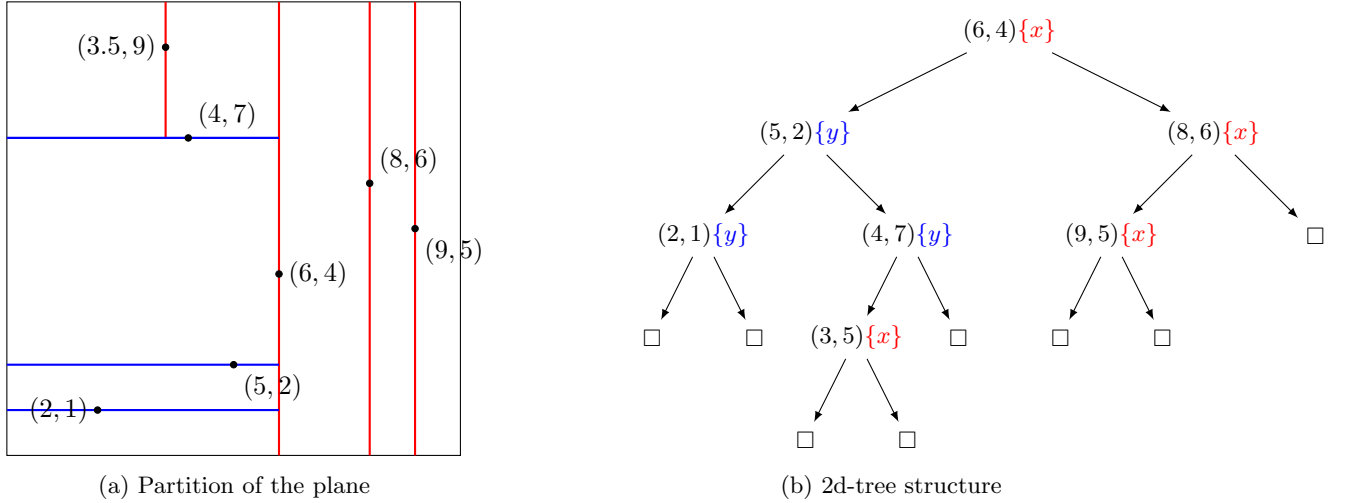 (3.5, 9)
(4, 7)
(8, 6)
(9, 5)
(6, 4)
(5, 2)
(2, 1)
(a) Partition of the plane
(6, 4){x}
(5, 2){y} (8, 6){x}
(2, 1){y} (4, 7){y} (9, 5){x}
(3, 5){x}
(b) 2d-tree structure